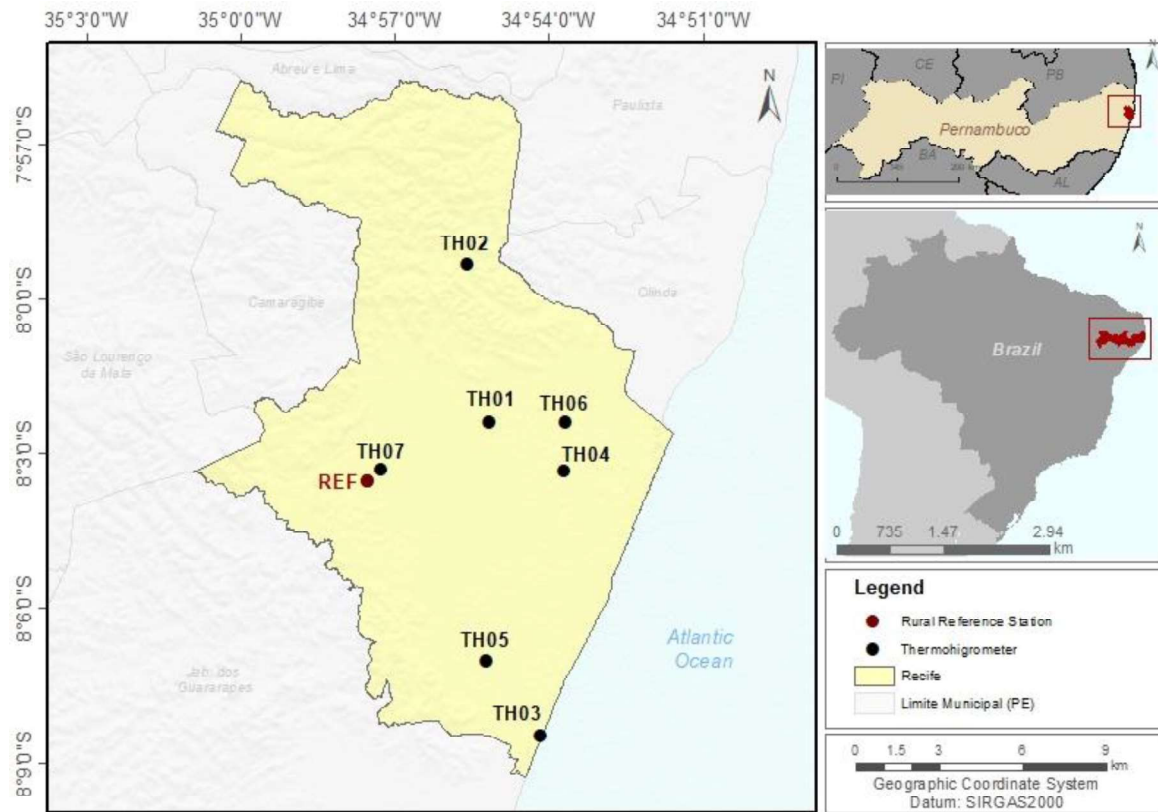 35°3'0"W
35°0'0"W
34°57'0"W
34°54'0"W
34°51'0"W
7°57'0"S
8°0'0"S
8°3'0"S
8°6'0"S
8°9'0"S
Abreu e Lima
Paulista
N
TH02
Olinda
Camaragibe
São Lourenço
da Mata
TH01
TH06
TH07
TH04
REF
TH05
Atlantic
Ocean
Jab. dos
Guararapes
TH03
PI
CE
PB
N
Pernambuco
BA
AL
0
200
N
Brazil
0
735
1.47
2.94
km
Legend
Rural Reference Station
Thermohigrometer
Recife
Limite Municipal (PE)
0
1.5
3
6
9
km
Geographic Coordinate System
Datum: SIRGAS2000